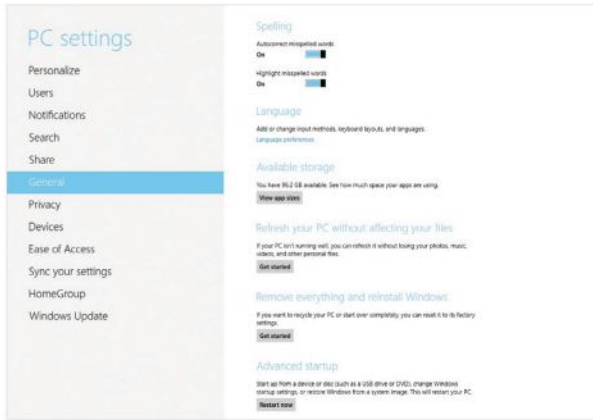 PC settings
Personalize
Users
Notifications
Search
Share
General
Privacy
Devices
Ease of Access
Sync your settings
HomeGroup
Windows Update
Spelling
Autocorrect misspelled words
On
Highlight misspelled words
On
Language
Add or change input methods, keyboard layouts, and languages.
Language preferences
Available storage
You have 96.2 GB available. See how much space your apps are using.
View app sizes
Refresh your PC without affecting your files
If your PC isn't running well, you can refresh it without losing your photos, music,
videos, and other personal files.
Get started
Remove everything and reinstall Windows
If you want to recycle your PC or start over completely, you can reset it to its factory
settings.
Get started
Advanced startup
Start up from a device or disc (such as a USB drive or DVD), change Windows
startup settings, or restore Windows from a system image. This will restart your PC.
Restart now